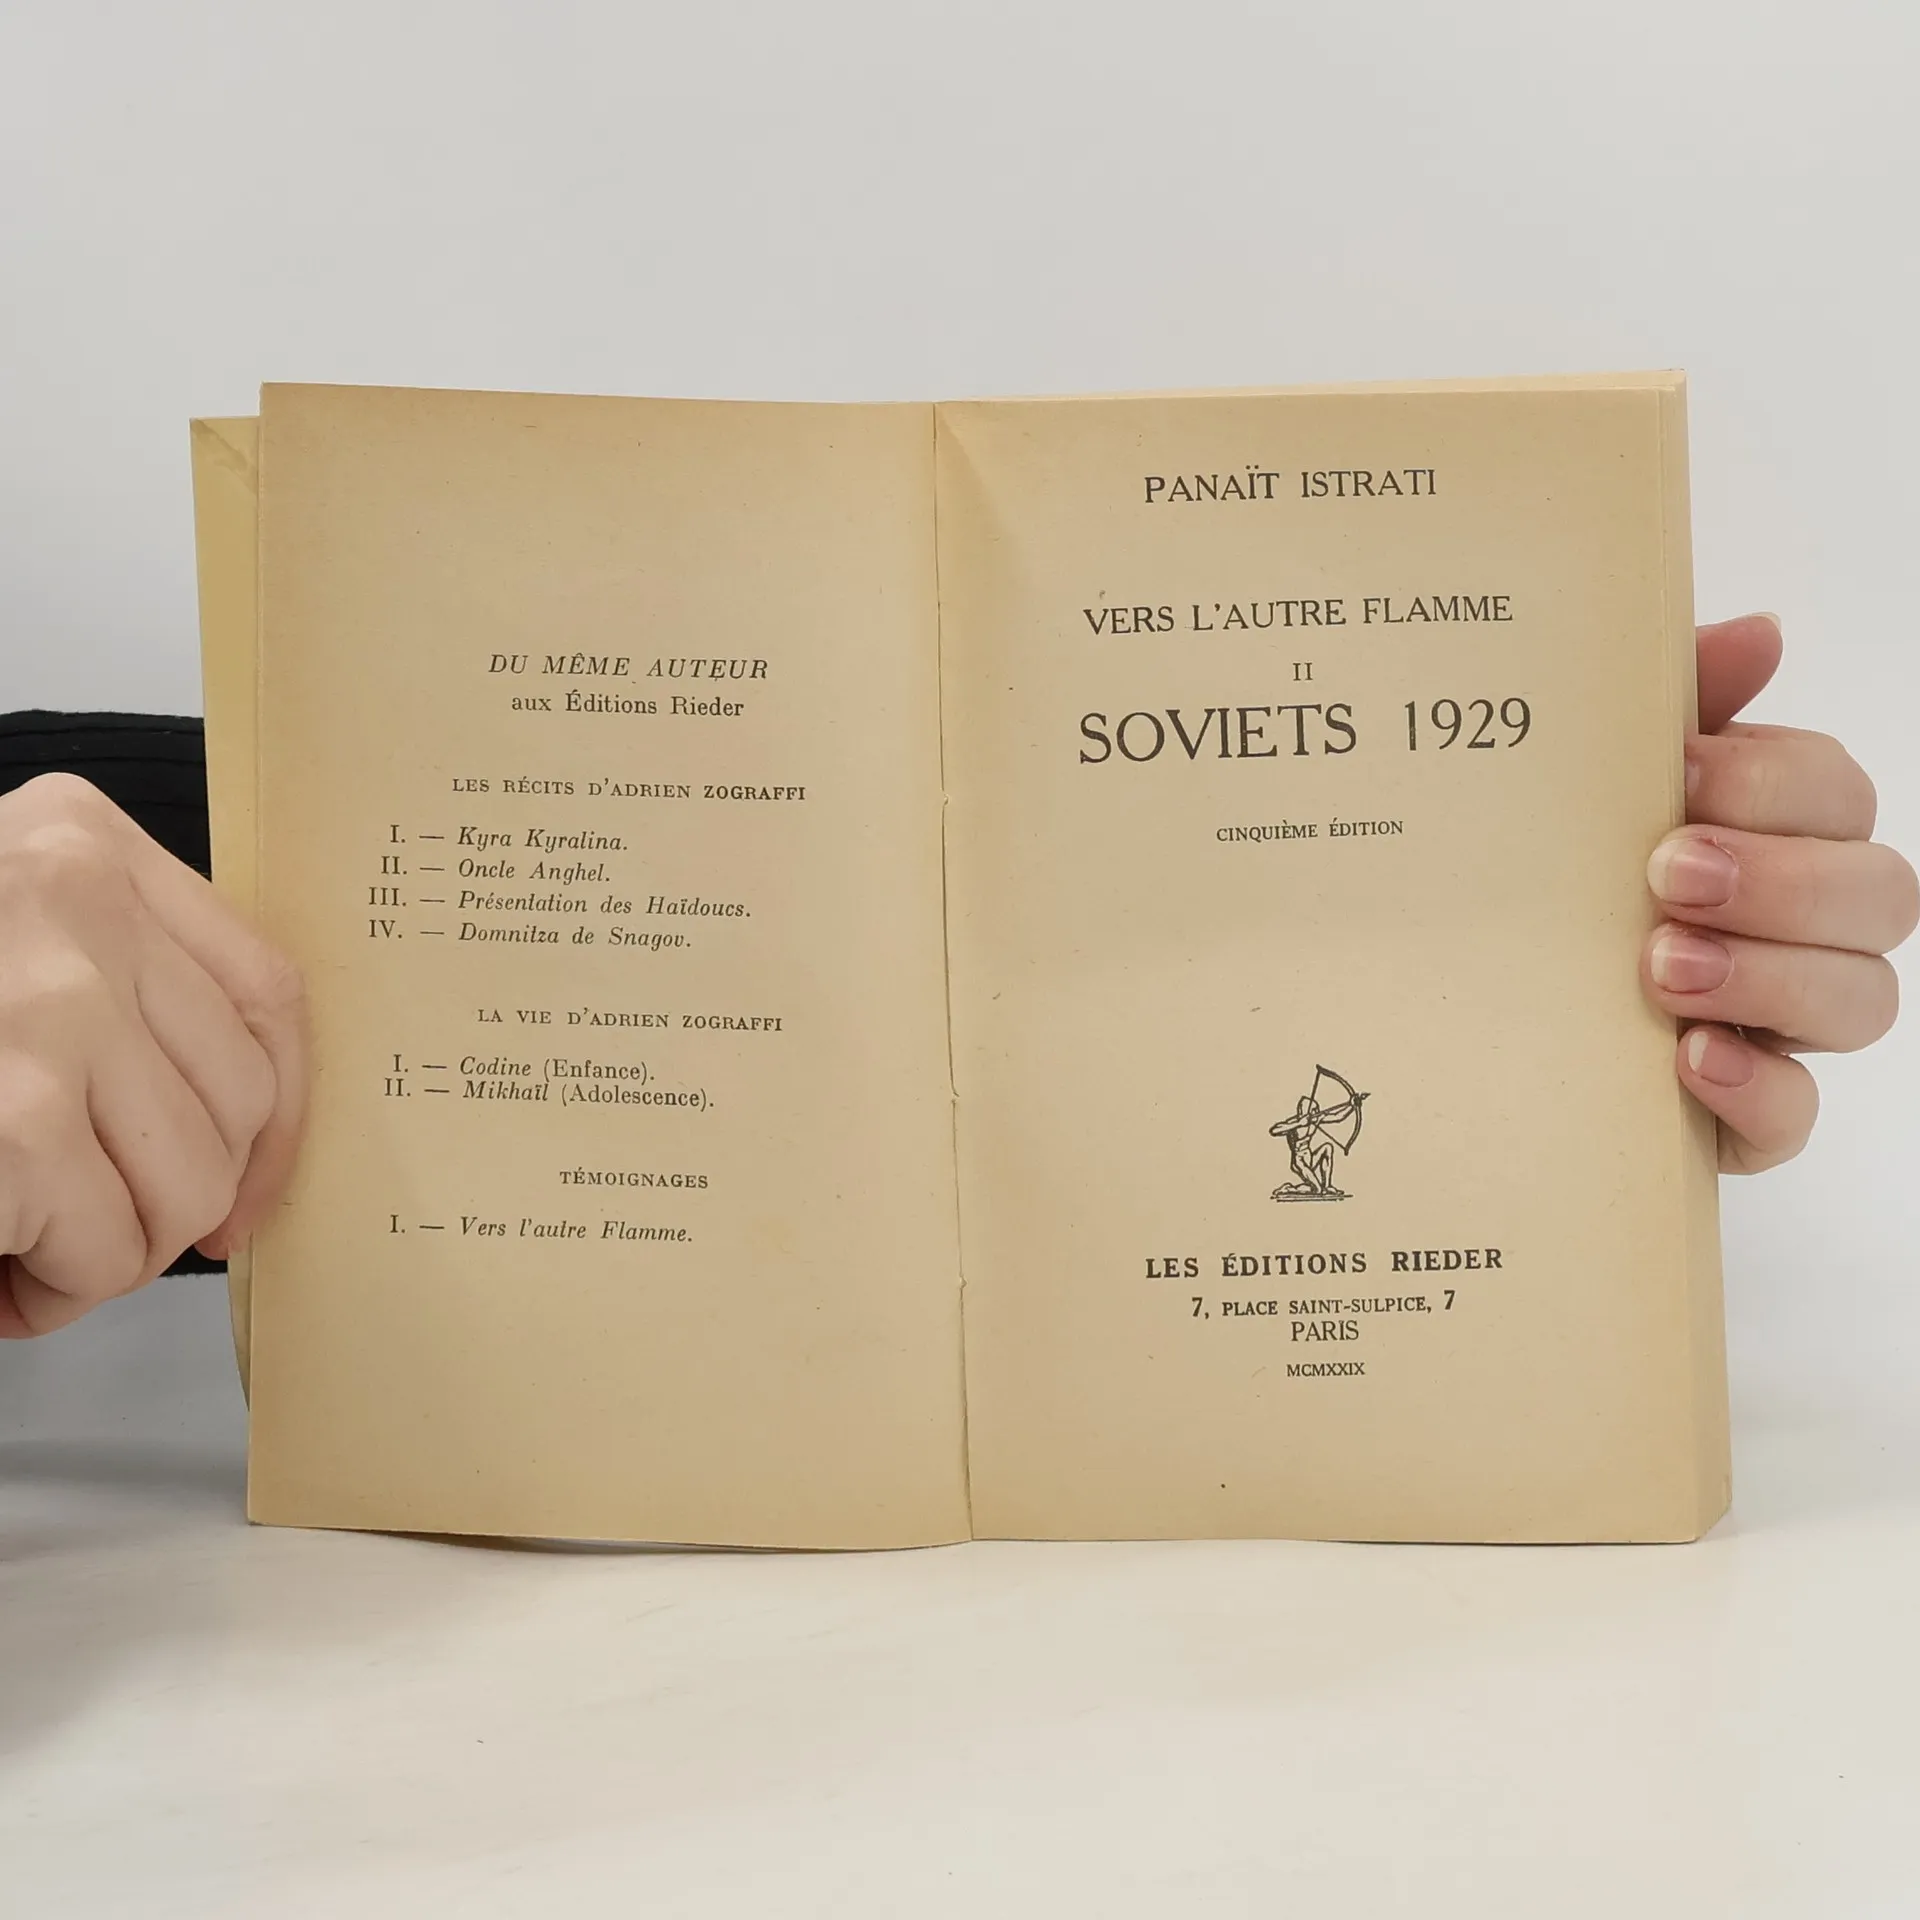 DU MÊME AUTEUR
aux Éditions Rieder
LES RÉCITS D'ADRIEN ZOGRAFFI
I. — Kyra Kyralina.
II. — Oncle Anghel.
III. — Présentation des Haïdoucs.
IV. — Domnitza de Snagov.
LA VIE D'ADRIEN ZOGRAFFI
I. — Codine (Enfance).
II. — Mikhaïl (Adolescence).
TÉMOIGNAGES
I. — Vers l'autre Flamme.
PANAÏT ISTRATI
VERS L'AUTRE FLAMME
II
SOVIETS 1929
CINQUIÈME ÉDITION
LES ÉDITIONS RIEDER
7, PLACE SAINT-SULPICE, 7
PARIS
MCMXXIX